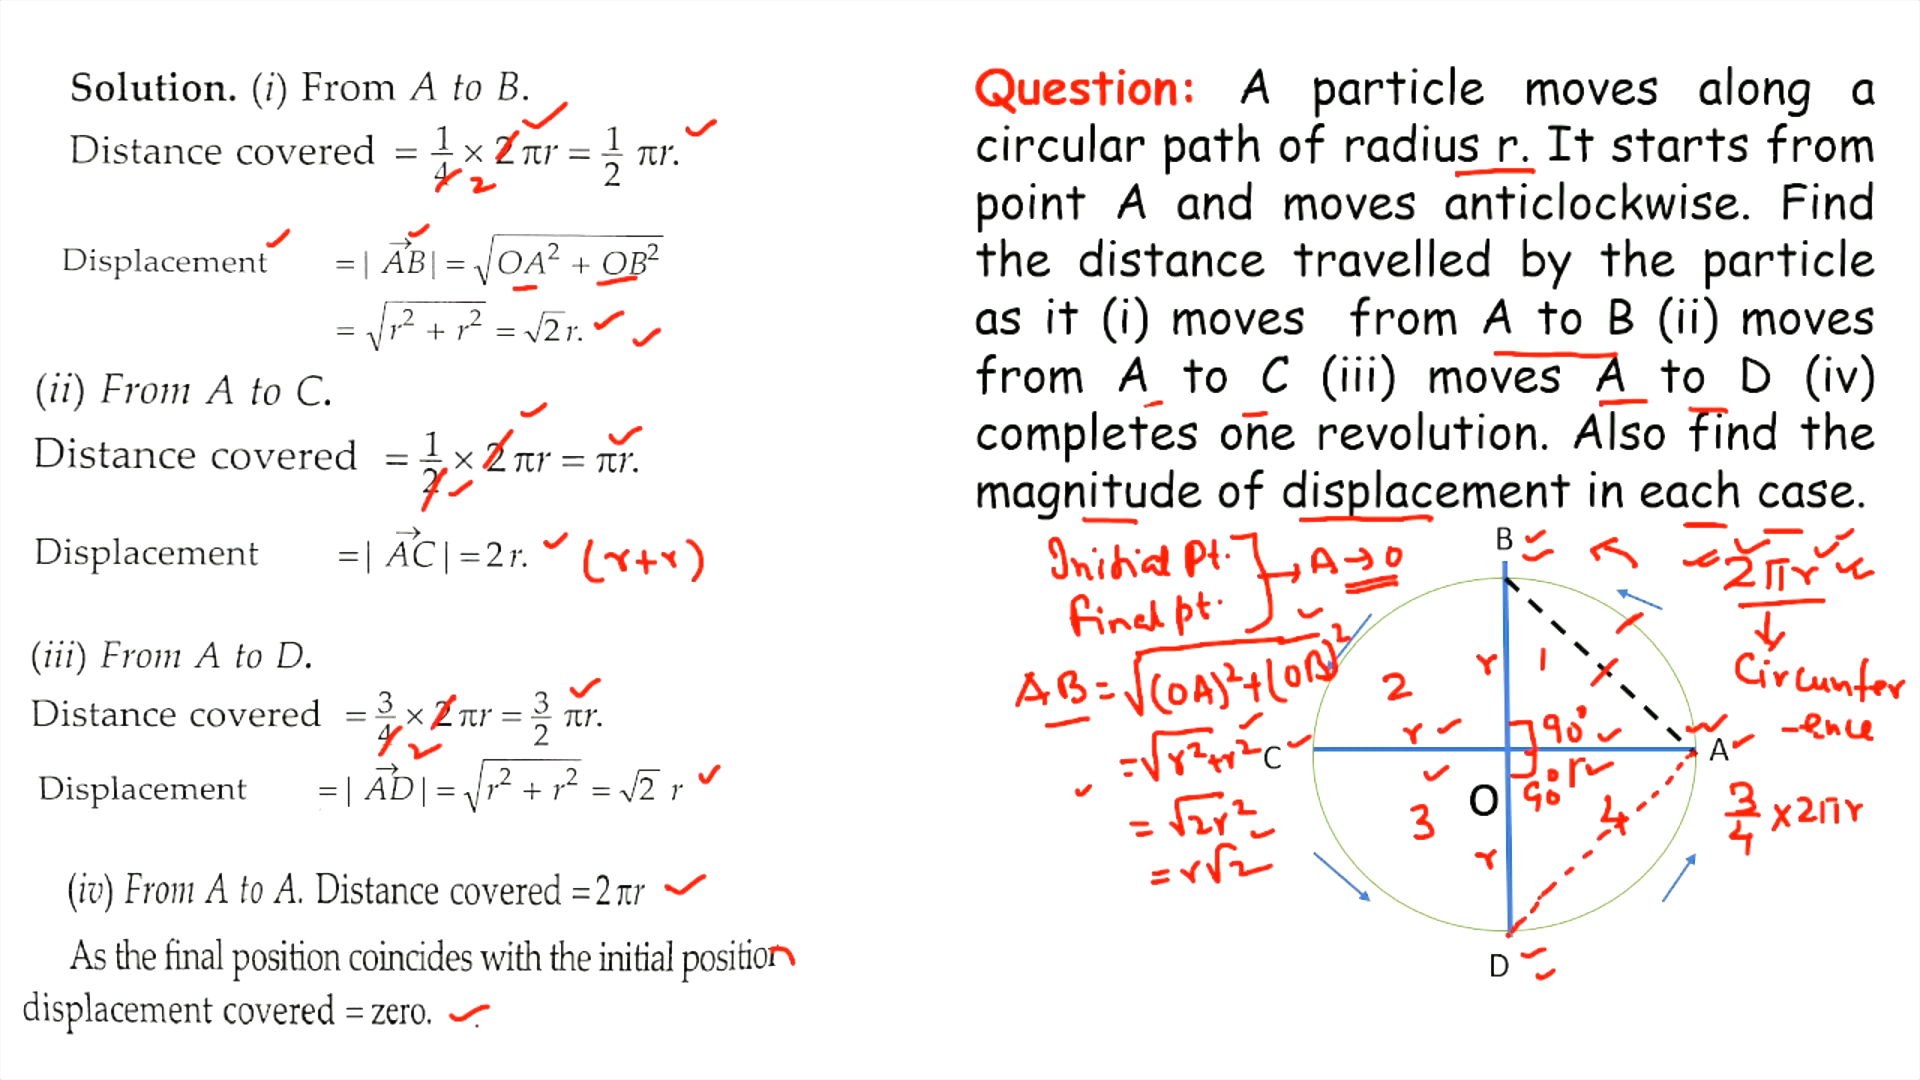 Solution. (i) From A to B.
Distance covered = 1/4 × 2πr = 1/2 πr.
2
Displacement = | AB→ | = √(OA² + OB²)
= √(r² + r²) = √2 r.
(ii) From A to C.
Distance covered = 1/2 × 2πr = πr.
Displacement = | AC→ | = 2 r. (r+r)
(iii) From A to D.
Distance covered = 3/4 × 2πr = 3/2 πr.
2
Displacement = | AD→ | = √(r² + r²) = √2 r
(iv) From A to A. Distance covered = 2πr
As the final position coincides with the initial position
displacement covered = zero.
Question: A particle moves along a
circular path of radius r. It starts from
point A and moves anticlockwise. Find
the distance travelled by the particle
as it (i) moves from A to B (ii) moves
from A to C (iii) moves A to D (iv)
completes one revolution. Also find the
magnitude of displacement in each case.
Initial Pt.
final pt.
→ A → 0
AB = √(OA)²+(OB)²
= √r²+r²
= √2r²
= r√2
B
2πr
Circumfer
-ence
r 1
2
r 90°
C
A
90° r
O
3
4
r
3/4 × 2πr
D